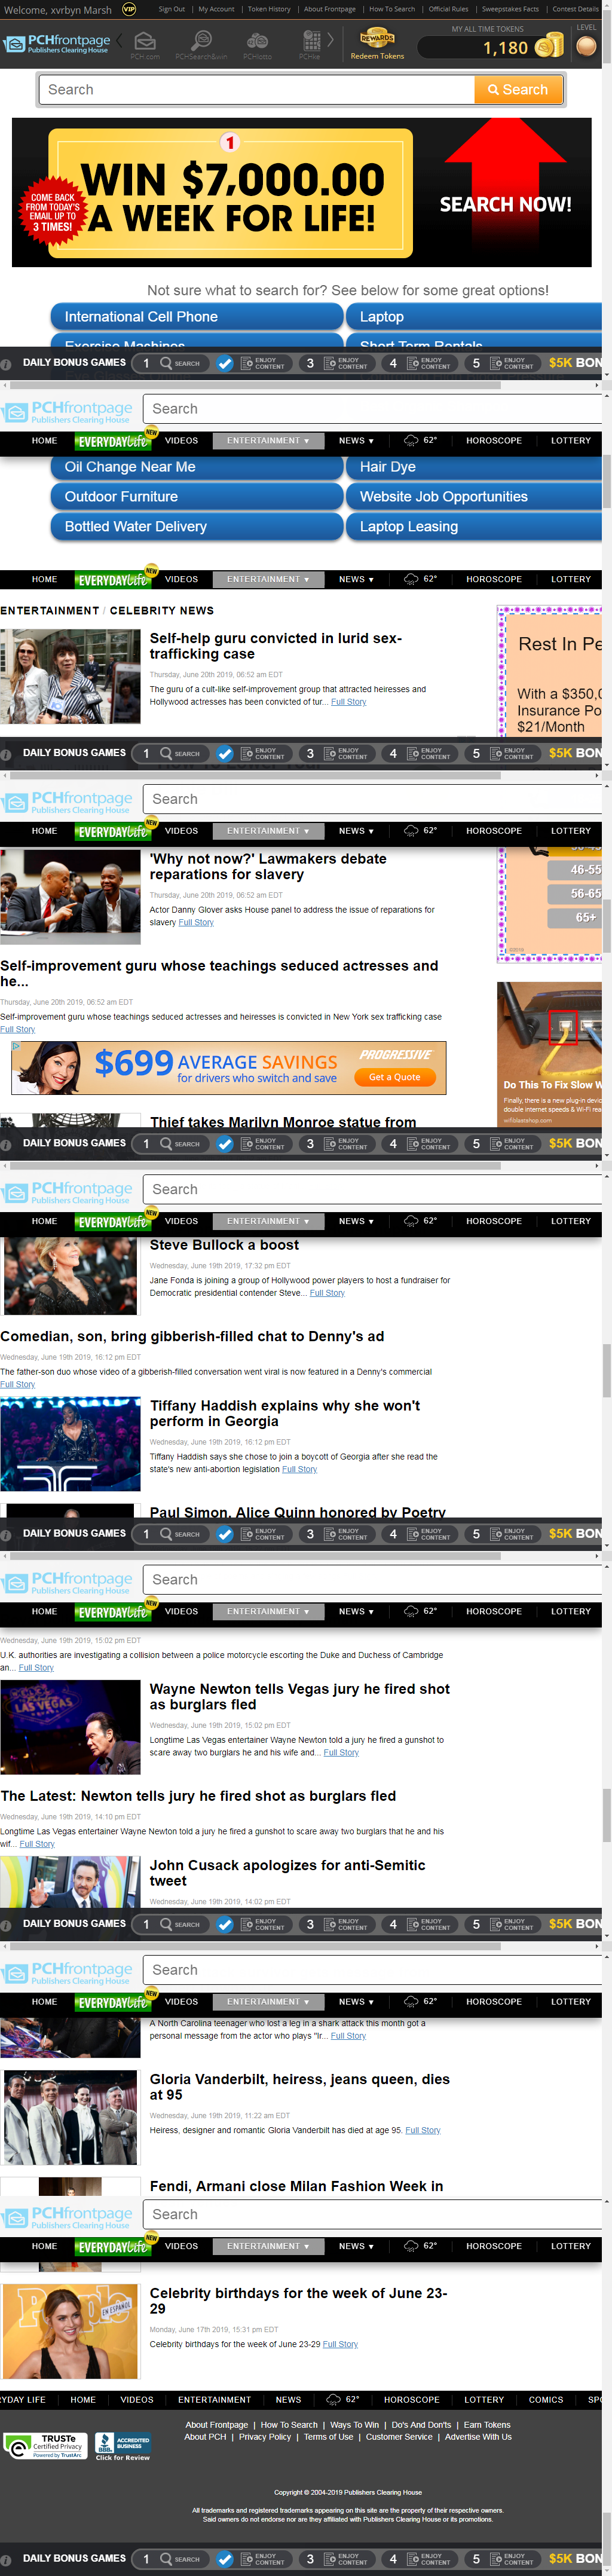 Welcome, xvrbyn Marsh VIP Sign Out | My Account | Token History | About Frontpage | How To Search | Official Rules | Sweepstakes Facts | Contest Details
PCHfrontpage
Publishers Clearing House
PCH.com PCHSearch&win PCHlotto PCHlive
REWARDS
Redeem Tokens
MY ALL TIME TOKENS
1,180
LEVEL
Search
Search
1
WIN $7,000.00
A WEEK FOR LIFE!
COME BACK
FROM TODAY'S
EMAIL UP TO
3 TIMES!
SEARCH NOW!
Not sure what to search for? See below for some great options!
International Cell Phone Laptop
Exercise Machines Short Term Rentals
DAILY BONUS GAMES 1 SEARCH ENJOY CONTENT 3 ENJOY CONTENT 4 ENJOY CONTENT 5 ENJOY CONTENT $5K BON
PCHfrontpage
Publishers Clearing House
Search
HOME EVERYDAYlife NEW VIDEOS ENTERTAINMENT ▼ NEWS ▼ 62° HOROSCOPE LOTTERY
Oil Change Near Me Hair Dye
Outdoor Furniture Website Job Opportunities
Bottled Water Delivery Laptop Leasing
HOME EVERYDAYlife NEW VIDEOS ENTERTAINMENT ▼ NEWS ▼ 62° HOROSCOPE LOTTERY
ENTERTAINMENT / CELEBRITY NEWS
Self-help guru convicted in lurid sex-
trafficking case
Thursday, June 20th 2019, 06:52 am EDT
The guru of a cult-like self-improvement group that attracted heiresses and
Hollywood actresses has been convicted of tur... Full Story
Rest In Pe
With a $350,0
Insurance Po
$21/Month
DAILY BONUS GAMES 1 SEARCH ENJOY CONTENT 3 ENJOY CONTENT 4 ENJOY CONTENT 5 ENJOY CONTENT $5K BON
PCHfrontpage
Publishers Clearing House
Search
HOME EVERYDAYlife NEW VIDEOS ENTERTAINMENT ▼ NEWS ▼ 62° HOROSCOPE LOTTERY
'Why not now?' Lawmakers debate
reparations for slavery
Thursday, June 20th 2019, 06:52 am EDT
Actor Danny Glover asks House panel to address the issue of reparations for
slavery Full Story
46-55
56-65
65+
Self-improvement guru whose teachings seduced actresses and
he...
Thursday, June 20th 2019, 06:52 am EDT
Self-improvement guru whose teachings seduced actresses and heiresses is convicted in New York sex trafficking case
Full Story
$699 AVERAGE SAVINGS
for drivers who switch and save
PROGRESSIVE
Get a Quote
Do This To Fix Slow W
Finally, there is a new plug-in devic
double internet speeds & Wi-Fi rea
wifiblastshop.com
Thief takes Marilyn Monroe statue from
DAILY BONUS GAMES 1 SEARCH ENJOY CONTENT 3 ENJOY CONTENT 4 ENJOY CONTENT 5 ENJOY CONTENT $5K BON
PCHfrontpage
Publishers Clearing House
Search
HOME EVERYDAYlife NEW VIDEOS ENTERTAINMENT ▼ NEWS ▼ 62° HOROSCOPE LOTTERY
Steve Bullock a boost
Wednesday, June 19th 2019, 17:32 pm EDT
Jane Fonda is joining a group of Hollywood power players to host a fundraiser for
Democratic presidential contender Steve... Full Story
Comedian, son, bring gibberish-filled chat to Denny's ad
Wednesday, June 19th 2019, 16:12 pm EDT
The father-son duo whose video of a gibberish-filled conversation went viral is now featured in a Denny's commercial
Full Story
Tiffany Haddish explains why she won't
perform in Georgia
Wednesday, June 19th 2019, 16:12 pm EDT
Tiffany Haddish says she chose to join a boycott of Georgia after she read the
state's new anti-abortion legislation Full Story
Paul Simon, Alice Quinn honored by Poetry
DAILY BONUS GAMES 1 SEARCH ENJOY CONTENT 3 ENJOY CONTENT 4 ENJOY CONTENT 5 ENJOY CONTENT $5K BON
PCHfrontpage
Publishers Clearing House
Search
HOME EVERYDAYlife NEW VIDEOS ENTERTAINMENT ▼ NEWS ▼ 62° HOROSCOPE LOTTERY
Wednesday, June 19th 2019, 15:02 pm EDT
U.K. authorities are investigating a collision between a police motorcycle escorting the Duke and Duchess of Cambridge
an... Full Story
Wayne Newton tells Vegas jury he fired shot
as burglars fled
Wednesday, June 19th 2019, 15:02 pm EDT
Longtime Las Vegas entertainer Wayne Newton told a jury he fired a gunshot to
scare away two burglars he and his wife and... Full Story
The Latest: Newton tells jury he fired shot as burglars fled
Wednesday, June 19th 2019, 14:10 pm EDT
Longtime Las Vegas entertainer Wayne Newton told a jury he fired a gunshot to scare away two burglars that he and his
wif... Full Story
John Cusack apologizes for anti-Semitic
tweet
Wednesday, June 19th 2019, 14:02 pm EDT
DAILY BONUS GAMES 1 SEARCH ENJOY CONTENT 3 ENJOY CONTENT 4 ENJOY CONTENT 5 ENJOY CONTENT $5K BON
PCHfrontpage
Publishers Clearing House
Search
HOME EVERYDAYlife NEW VIDEOS ENTERTAINMENT ▼ NEWS ▼ 62° HOROSCOPE LOTTERY
A North Carolina teenager who lost a leg in a shark attack this month got a
personal message from the actor who plays "Ir... Full Story
Gloria Vanderbilt, heiress, jeans queen, dies
at 95
Wednesday, June 19th 2019, 11:22 am EDT
Heiress, designer and romantic Gloria Vanderbilt has died at age 95. Full Story
Fendi, Armani close Milan Fashion Week in
PCHfrontpage
Publishers Clearing House
Search
HOME EVERYDAYlife NEW VIDEOS ENTERTAINMENT ▼ NEWS ▼ 62° HOROSCOPE LOTTERY
Celebrity birthdays for the week of June 23-
29
Monday, June 17th 2019, 15:31 pm EDT
Celebrity birthdays for the week of June 23-29 Full Story
RYDAY LIFE HOME VIDEOS ENTERTAINMENT NEWS 62° HOROSCOPE LOTTERY COMICS SPO
About Frontpage | How To Search | Ways To Win | Do's And Don'ts | Earn Tokens
About PCH | Privacy Policy | Terms of Use | Customer Service | Advertise With Us
TRUSTe
Certified Privacy
Powered by TrustArc
BBB ACCREDITED BUSINESS
Click for Review
Copyright © 2004-2019 Publishers Clearing House
All trademarks and registered trademarks appearing on this site are the property of their respective owners.
Said owners do not endorse nor are they affiliated with Publishers Clearing House or its promotions.
DAILY BONUS GAMES 1 SEARCH ENJOY CONTENT 3 ENJOY CONTENT 4 ENJOY CONTENT 5 ENJOY CONTENT $5K BON